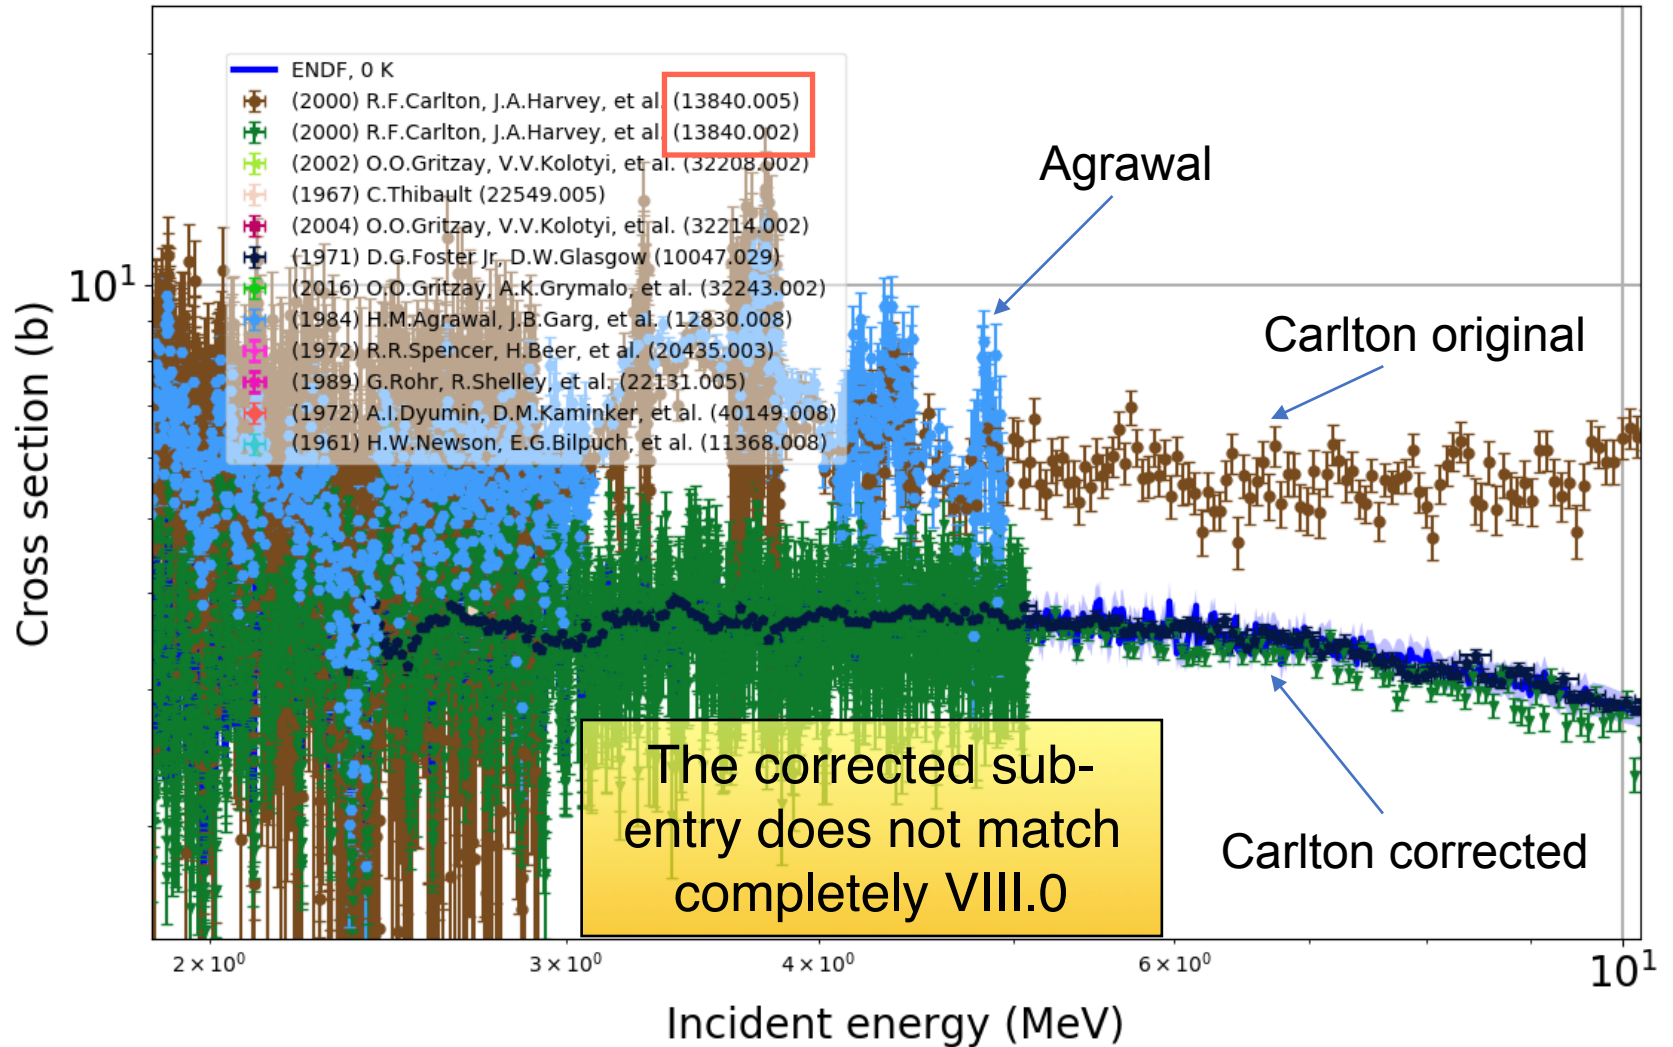 ENDF, 0 K
(2000) R.F.Carlton, J.A.Harvey, et al. (13840.005)
(2000) R.F.Carlton, J.A.Harvey, et al. (13840.002)
(2002) O.O.Gritzay, V.V.Kolotyi, et al. (32208.002)
(1967) C.Thibault (22549.005)
(2004) O.O.Gritzay, V.V.Kolotyi, et al. (32214.002)
(1971) D.G.Foster Jr, D.W.Glasgow (10047.029)
(2016) O.O.Gritzay, A.K.Grymalo, et al. (32243.002)
(1984) H.M.Agrawal, J.B.Garg, et al. (12830.008)
(1972) R.R.Spencer, H.Beer, et al. (20435.003)
(1989) G.Rohr, R.Shelley, et al. (22131.005)
(1972) A.I.Dyumin, D.M.Kaminker, et al. (40149.008)
(1961) H.W.Newson, E.G.Bilpuch, et al. (11368.008)
Agrawal
Carlton original
Carlton corrected
The corrected sub-
entry does not match
completely VIII.0
Cross section (b)
10¹
2 × 10⁰
3 × 10⁰
4 × 10⁰
6 × 10⁰
10¹
Incident energy (MeV)